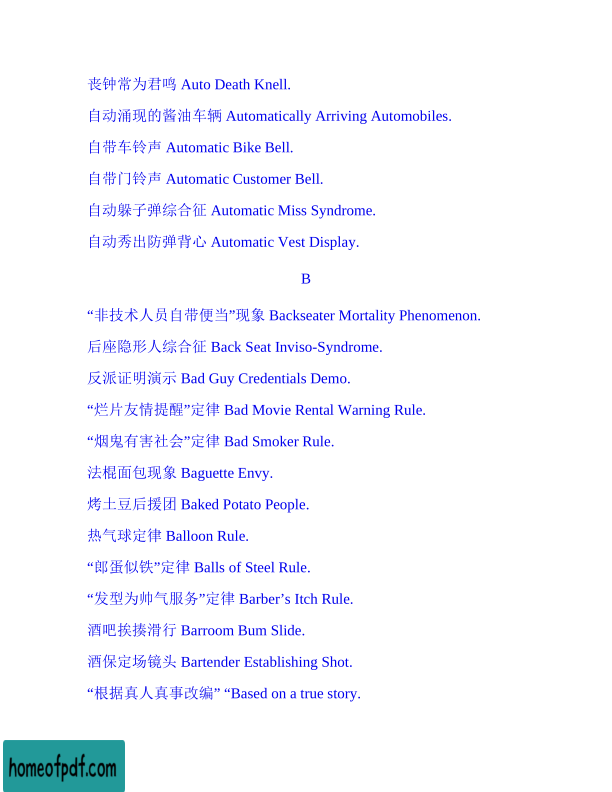 丧钟常为君鸣 Auto Death Knell.
自动涌现的酱油车辆 Automatically Arriving Automobiles.
自带车铃声 Automatic Bike Bell.
自带门铃声 Automatic Customer Bell.
自动躲子弹综合征 Automatic Miss Syndrome.
自动秀出防弹背心 Automatic Vest Display.
B
“非技术人员自带便当”现象 Backseater Mortality Phenomenon.
后座隐形人综合征 Back Seat Inviso-Syndrome.
反派证明演示 Bad Guy Credentials Demo.
“烂片友情提醒”定律 Bad Movie Rental Warning Rule.
“烟鬼有害社会”定律 Bad Smoker Rule.
法棍面包现象 Baguette Envy.
烤土豆后援团 Baked Potato People.
热气球定律 Balloon Rule.
“郎蛋似铁”定律 Balls of Steel Rule.
“发型为帅气服务”定律 Barber’s Itch Rule.
酒吧挨揍滑行 Barroom Bum Slide.
酒保定场镜头 Bartender Establishing Shot.
“根据真人真事改编” “Based on a true story.
homeofpdf.com